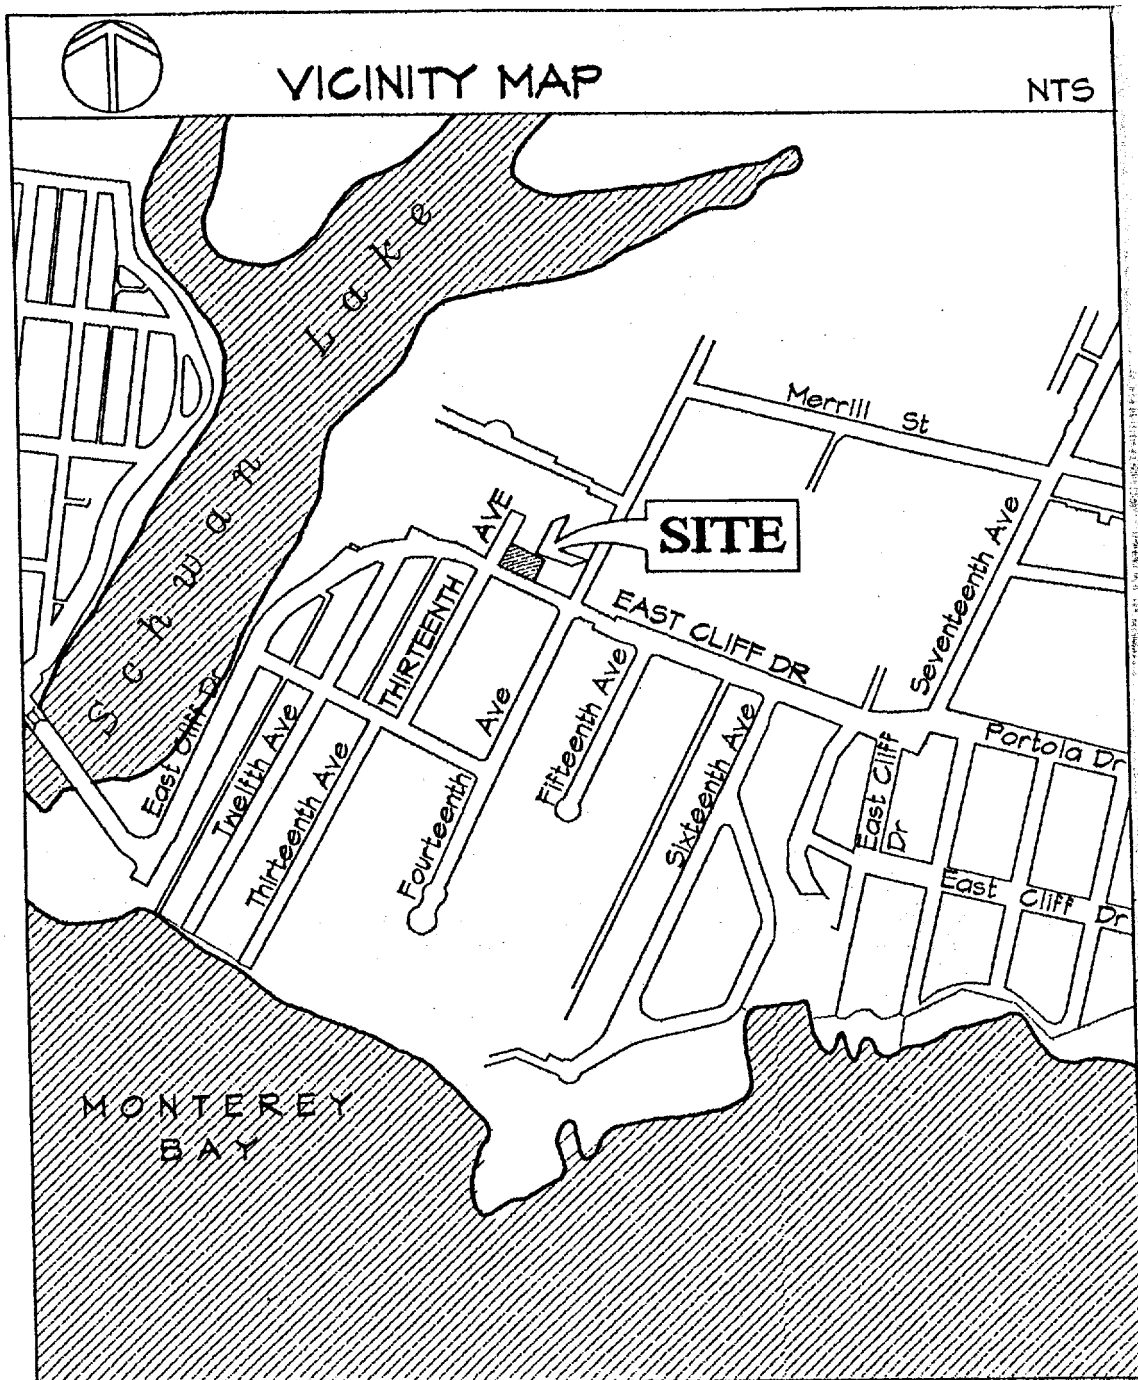 VICINITY MAP
NTS
Schwan Lake
Merrill St
AVE
SITE
THIRTEENTH
EAST CLIFF DR
Seventeenth Ave
East Cliff Dr
Twelfth Ave
Thirteenth Ave
Fourteenth Ave
Fifteenth Ave
Sixteenth Ave
East Cliff
Dr
Portola Dr
East Cliff Dr
MONTEREY
BAY